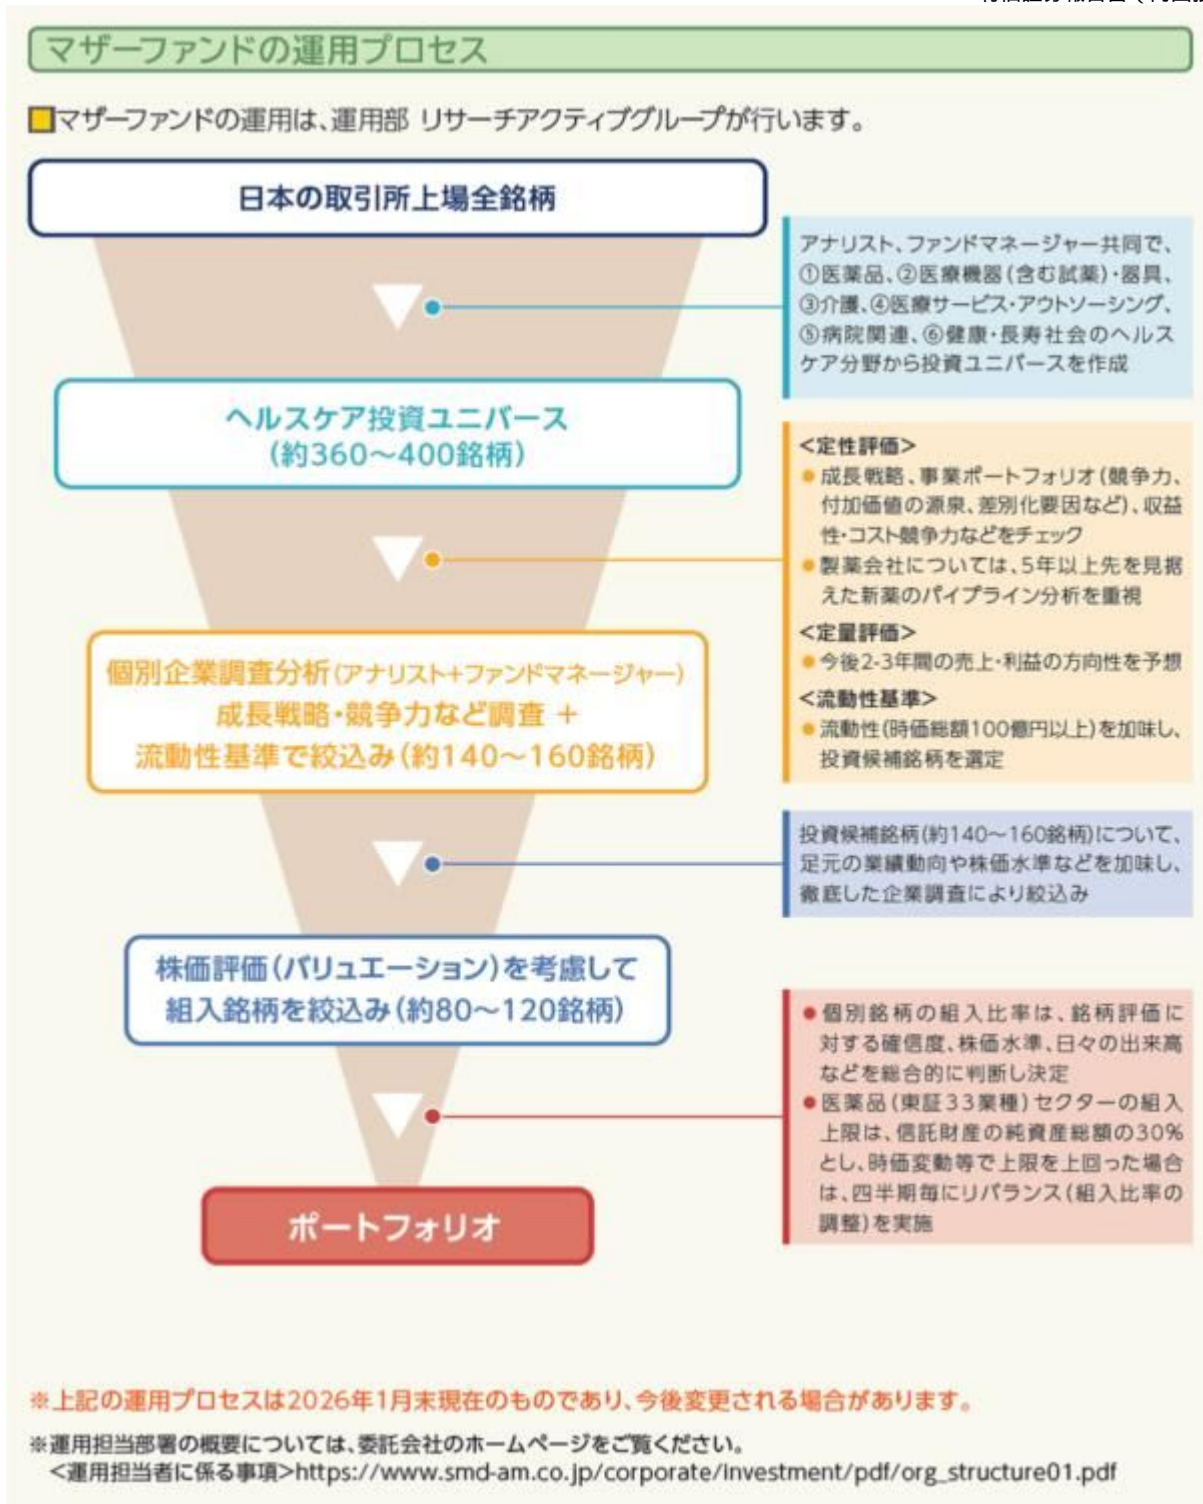 マザーファンドの運用プロセス
マザーファンドの運用は、運用部 リサーチアクティブグループが行います。
日本の取引所上場全銘柄
アナリスト、ファンドマネージャー共同で、
①医薬品、②医療機器(含む試薬)・器具、
③介護、④医療サービス・アウトソーシング、
⑤病院関連、⑥健康・長寿社会のヘルス
ケア分野から投資ユニバースを作成
ヘルスケア投資ユニバース
(約360〜400銘柄)
<定性評価>
●成長戦略、事業ポートフォリオ(競争力、
付加価値の源泉、差別化要因など)、収益
性・コスト競争力などをチェック
●製薬会社については、5年以上先を見据
えた新薬のパイプライン分析を重視
<定量評価>
●今後2-3年間の売上・利益の方向性を予想
<流動性基準>
●流動性(時価総額100億円以上)を加味し、
投資候補銘柄を選定
個別企業調査分析(アナリスト+ファンドマネージャー)
成長戦略・競争力など調査 +
流動性基準で絞込み(約140〜160銘柄)
投資候補銘柄(約140〜160銘柄)について、
足元の業績動向や株価水準などを加味し、
徹底した企業調査により絞込み
株価評価(バリュエーション)を考慮して
組入銘柄を絞込み(約80〜120銘柄)
●個別銘柄の組入比率は、銘柄評価に
対する確信度、株価水準、日々の出来高
などを総合的に判断し決定
●医薬品(東証33業種)セクターの組入
上限は、信託財産の純資産総額の30%
とし、時価変動等で上限を上回った場合
は、四半期毎にリバランス(組入比率の
調整)を実施
ポートフォリオ
※上記の運用プロセスは2026年1月末現在のものであり、今後変更される場合があります。
※運用担当部署の概要については、委託会社のホームページをご覧ください。
<運用担当者に係る事項>https://www.smd-am.co.jp/corporate/investment/pdf/org_structure01.pdf